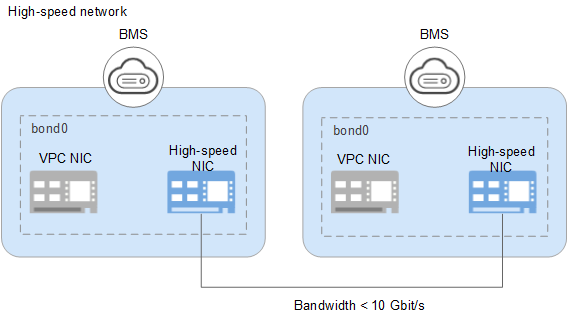 High-speed network
BMS
BMS
bond0
VPC NIC
High-speed
NIC
bond0
VPC NIC
High-speed
NIC
Bandwidth < 10 Gbit/s